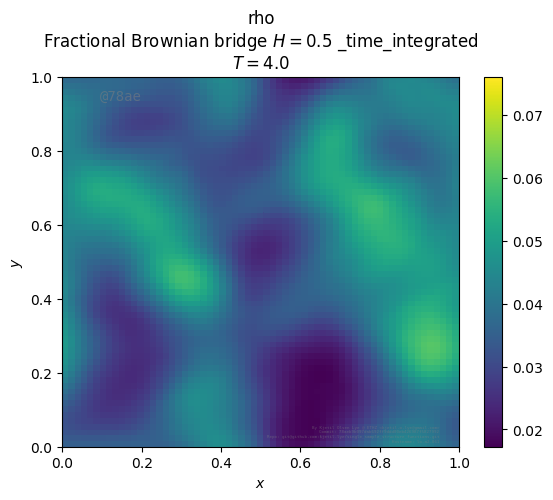 rho
Fractional Brownian bridge H = 0.5 _time_integrated
T = 4.0
@78ae
1.0
0.8
0.6
0.4
0.2
0.0
y
0.0 0.2 0.4 0.6 0.8 1.0
x
0.07
0.06
0.05
0.04
0.03
0.02